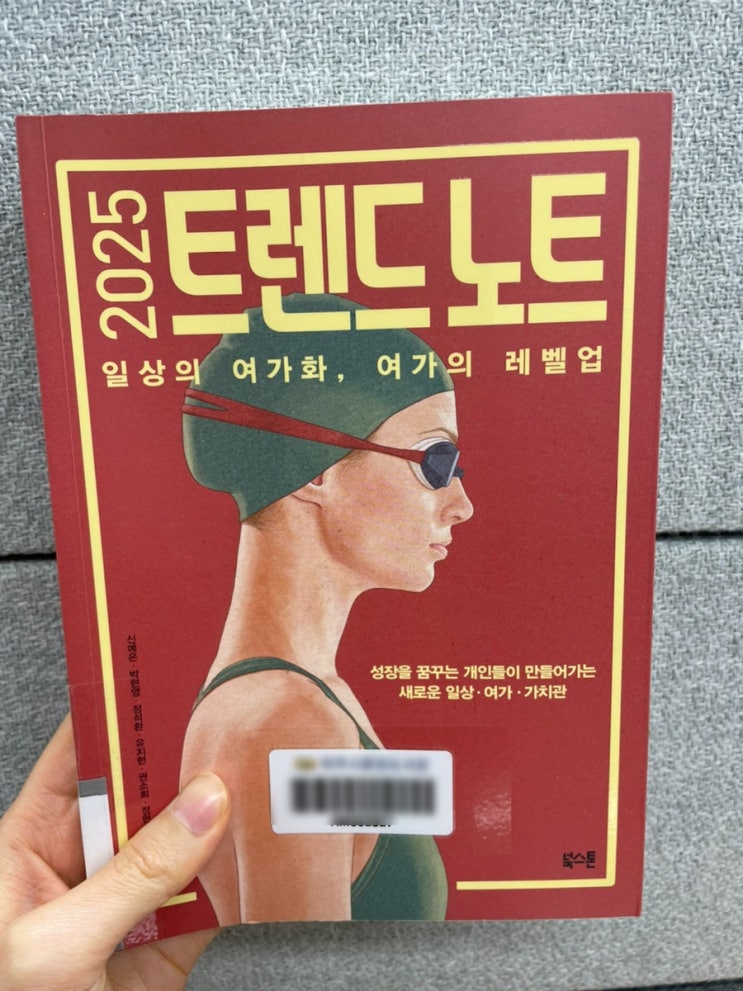 2025
트렌드 노트
일상의 여가화, 여가의 레벨업
성장을 꿈꾸는 개인들이 만들어가는
새로운 일상·여가·가치관
신예은·박현영·정석환·유지현·권소희
북스톤